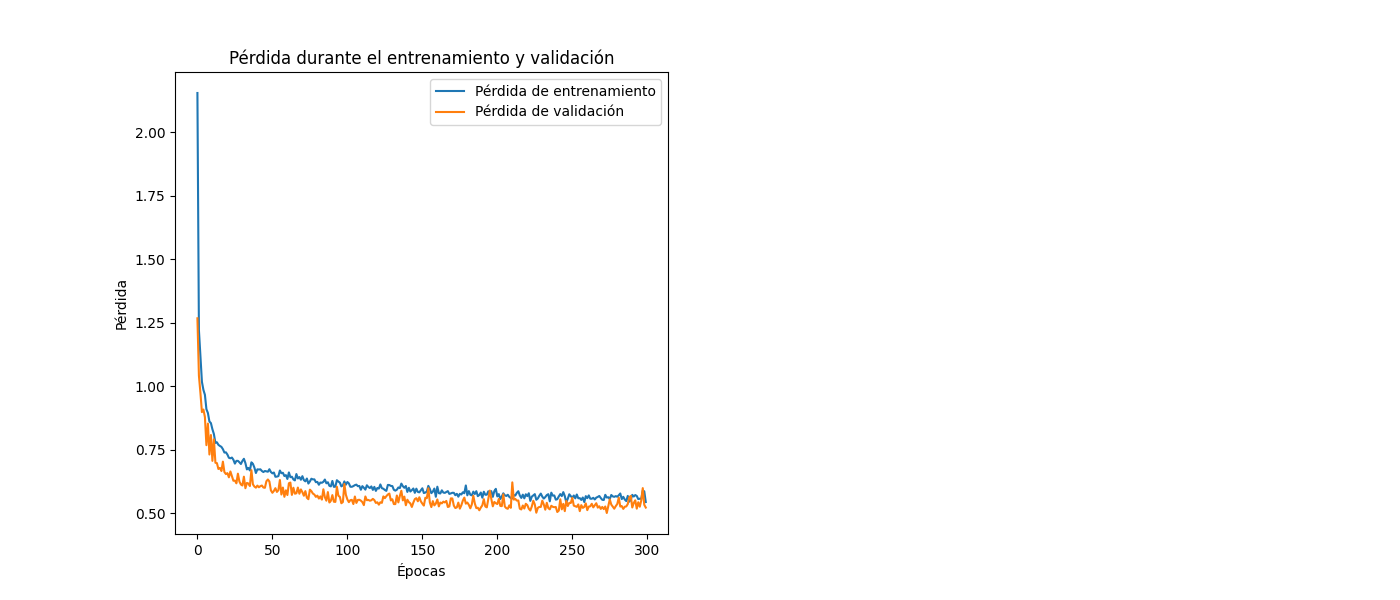 Pérdida durante el entrenamiento y validación
Pérdida de entrenamiento
Pérdida de validación
2.00
1.75
1.50
1.25
1.00
0.75
0.50
Pérdida
0 50 100 150 200 250 300
Épocas